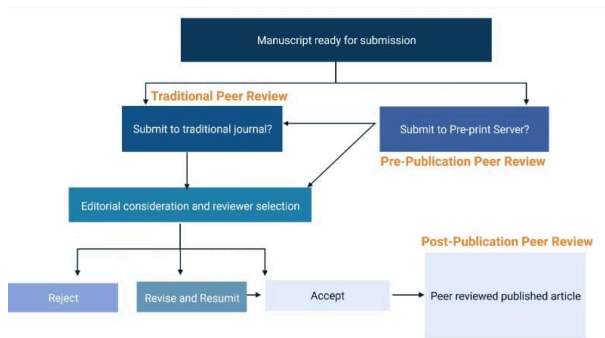 Manuscript ready for submission
Traditional Peer Review
Submit to traditional journal?
Submit to Pre-print Server?
Pre-Publication Peer Review
Editorial consideration and reviewer selection
Post-Publication Peer Review
Reject
Revise and Resumit
Accept
Peer reviewed published article